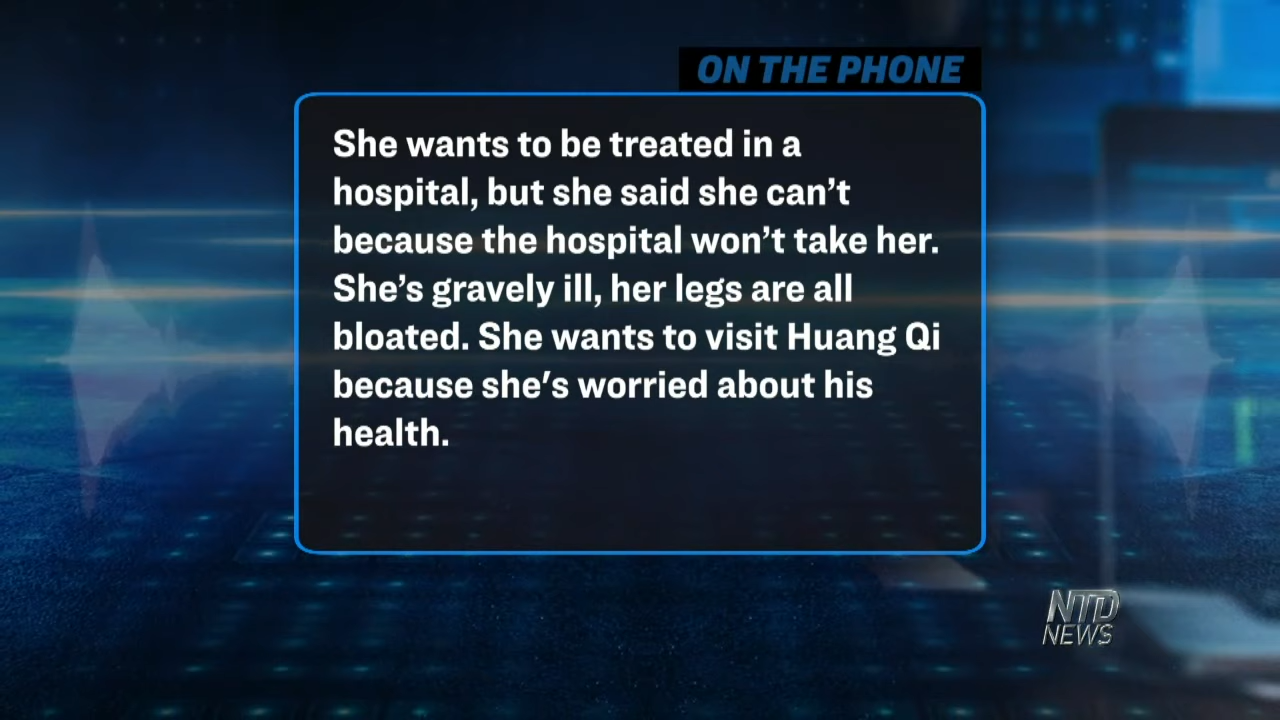 ON THE PHONE
She wants to be treated in a
hospital, but she said she can’t
because the hospital won’t take her.
She’s gravely ill, her legs are all
bloated. She wants to visit Huang Qi
because she's worried about his
health.
NTD
NEWS